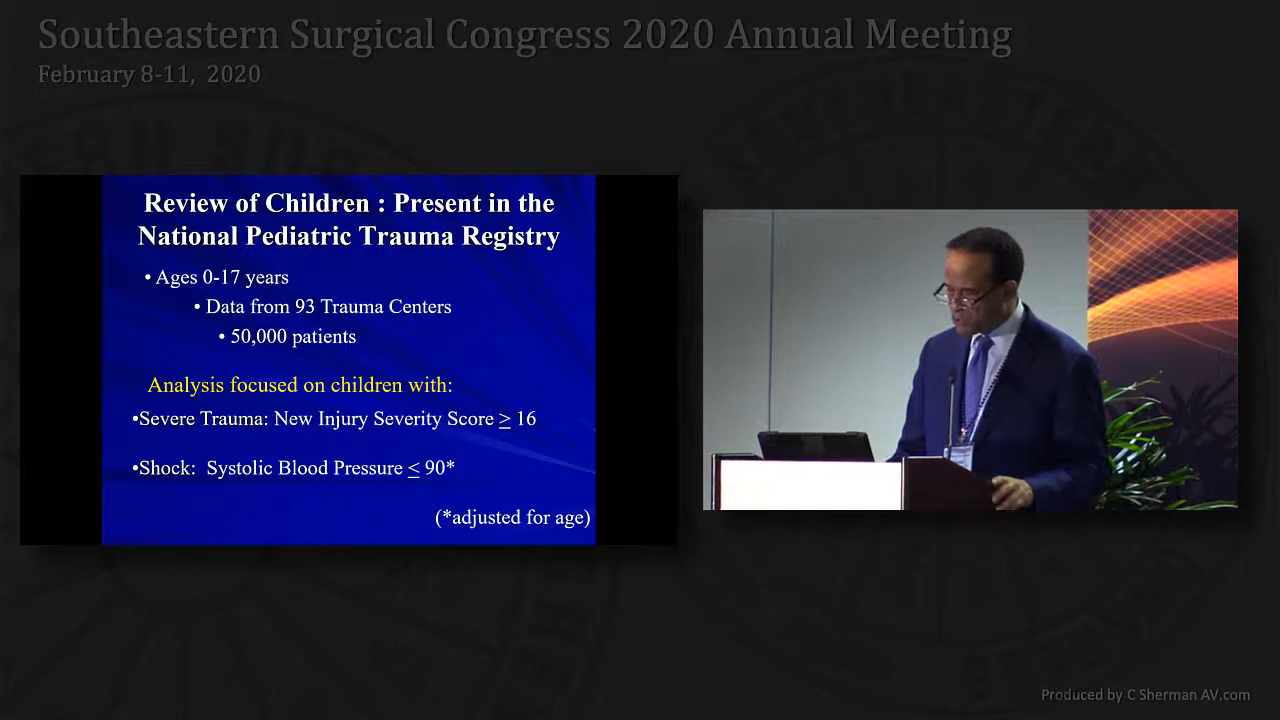 Southeastern Surgical Congress 2020 Annual Meeting
February 8-11, 2020
Review of Children : Present in the
National Pediatric Trauma Registry
• Ages 0-17 years
• Data from 93 Trauma Centers
• 50,000 patients
Analysis focused on children with:
•Severe Trauma: New Injury Severity Score ≥ 16
•Shock: Systolic Blood Pressure ≤ 90*
(*adjusted for age)
Produced by C Sherman AV.com